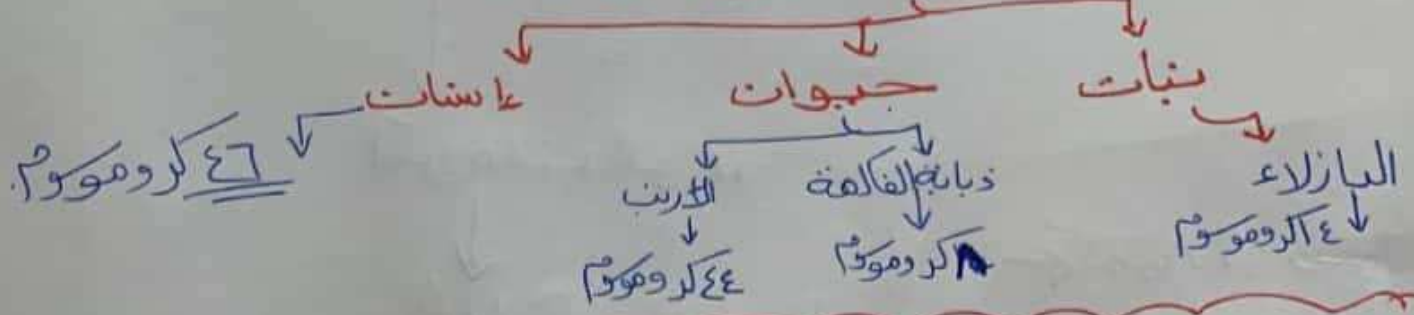 نبات حيوان إنسان
البازلاء ذبابة الفاكهة الأرنب ٤٦ كروموسوم
١٤ كروموسوم ٨ كروموسوم ٤٤ كروموسوم